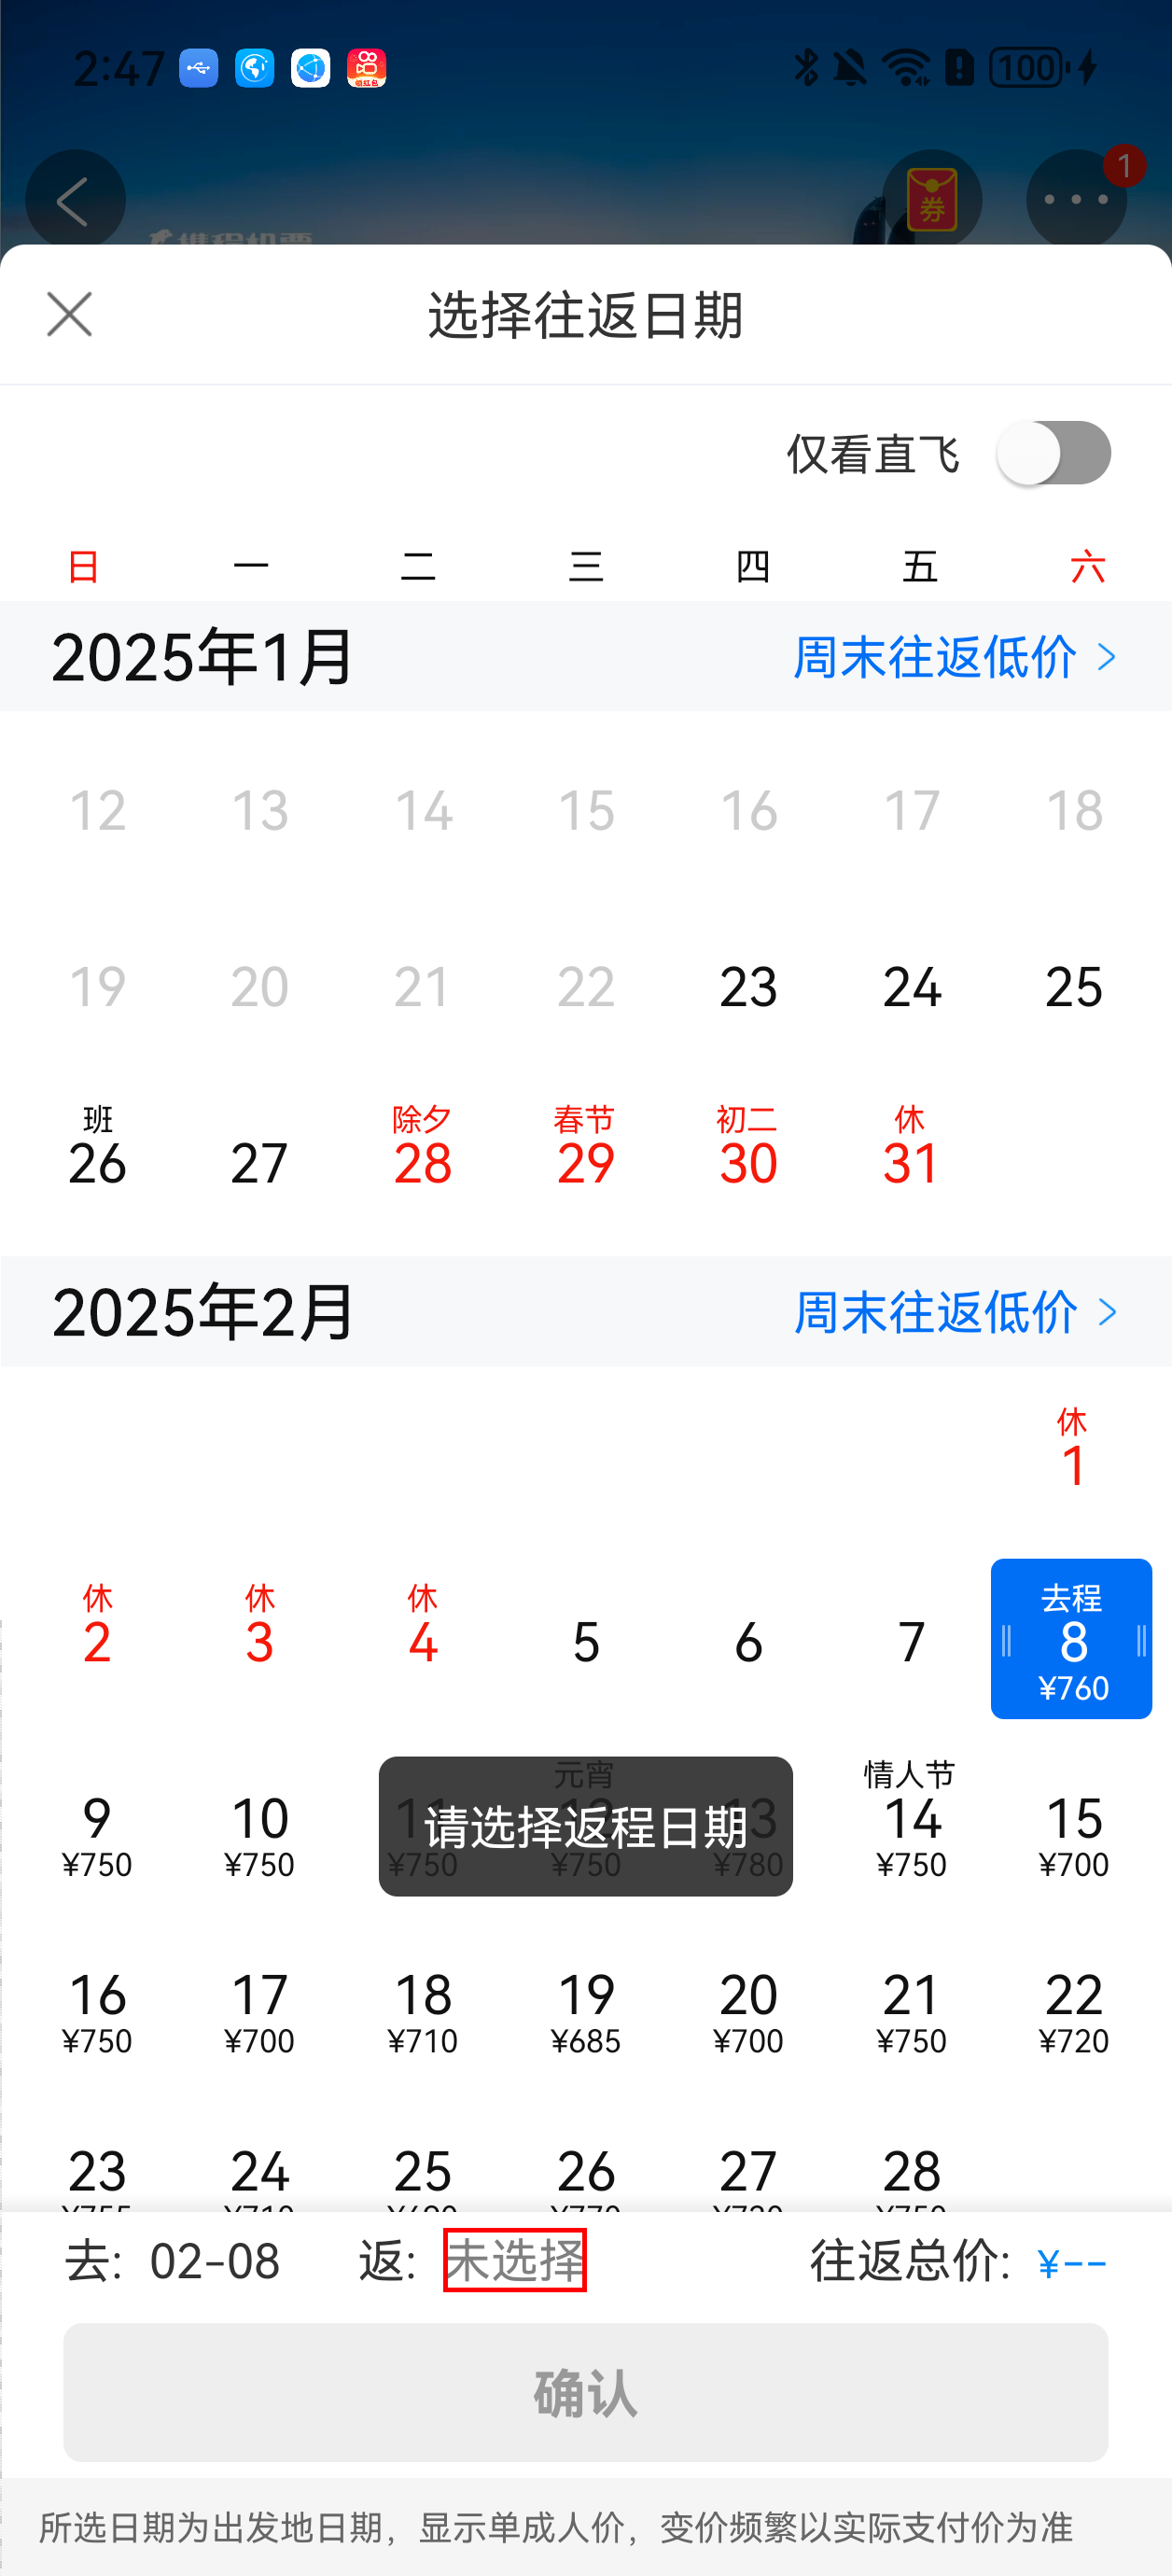 2:47
领红包
100
券
1
携程机票
选择往返日期
仅看直飞
日 一 二 三 四 五 六
2025年1月 周末往返低价 >
12 13 14 15 16 17 18
19 20 21 22 23 24 25
班 除夕 春节 初二 休
26 27 28 29 30 31
2025年2月 周末往返低价 >
休
1
休 休 休 去程
2 3 4 5 6 7 8
¥760
元宵 情人节
9 10 11 12 13 14 15
请选择返程日期
¥750 ¥750 ¥750 ¥750 ¥780 ¥750 ¥700
16 17 18 19 20 21 22
¥750 ¥700 ¥710 ¥685 ¥700 ¥750 ¥720
23 24 25 26 27 28
去: 02-08 返: 未选择 往返总价: ¥--
确认
所选日期为出发地日期，显示单成人价，变价频繁以实际支付价为准